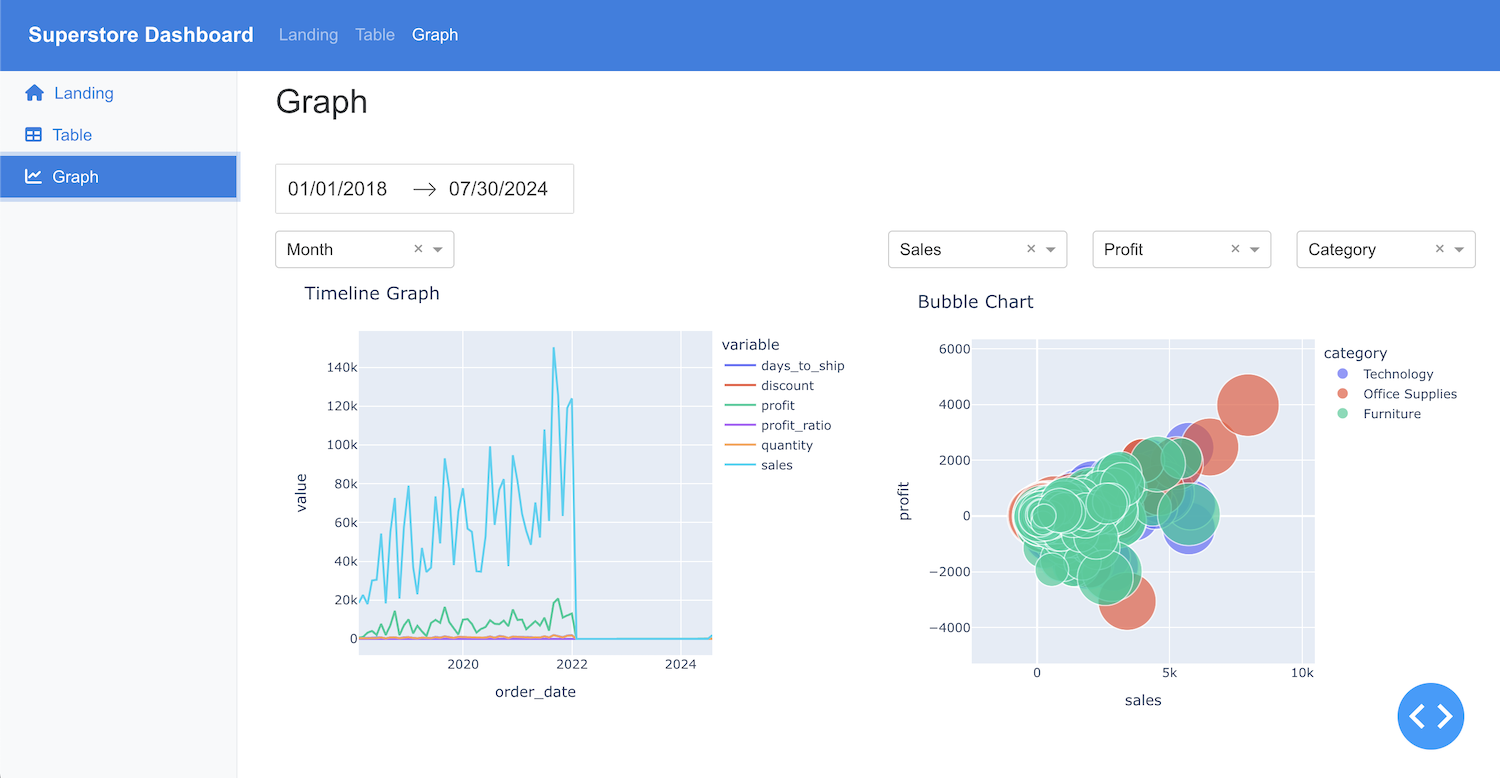 Superstore Dashboard Landing Table Graph
Landing
Table
Graph
Graph
01/01/2018 → 07/30/2024
Month × Sales × Profit × Category ×
Timeline Graph
140k
120k
100k
80k
60k
40k
20k
0
value
2020 2022 2024
order_date
variable
days_to_ship
discount
profit
profit_ratio
quantity
sales
Bubble Chart
6000
4000
2000
0
−2000
−4000
profit
0 5k 10k
sales
category
Technology
Office Supplies
Furniture